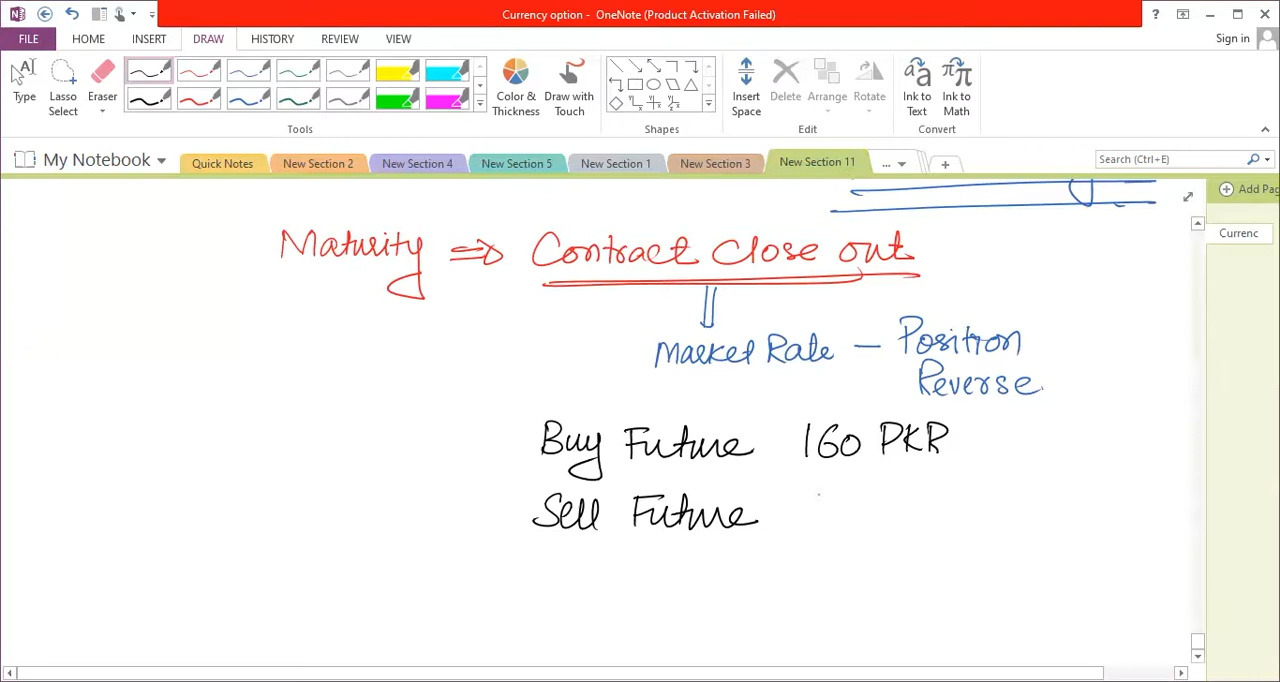 Currency option - OneNote (Product Activation Failed)
?
FILE HOME INSERT DRAW HISTORY REVIEW VIEW
Sign in
Type
Lasso Select
Eraser
Color & Thickness
Draw with Touch
Insert Space
Delete
Arrange
Rotate
Ink to Text
Ink to Math
Tools
Shapes
Edit
Convert
My Notebook
Quick Notes New Section 2 New Section 4 New Section 5 New Section 1 New Section 3 New Section 11 ...
Search (Ctrl+E)
Add Pag
Currenc
Maturity ⇒ Contract Close out
Market Rate — Position
Reverse
Buy Future 160 PKR
Sell Future